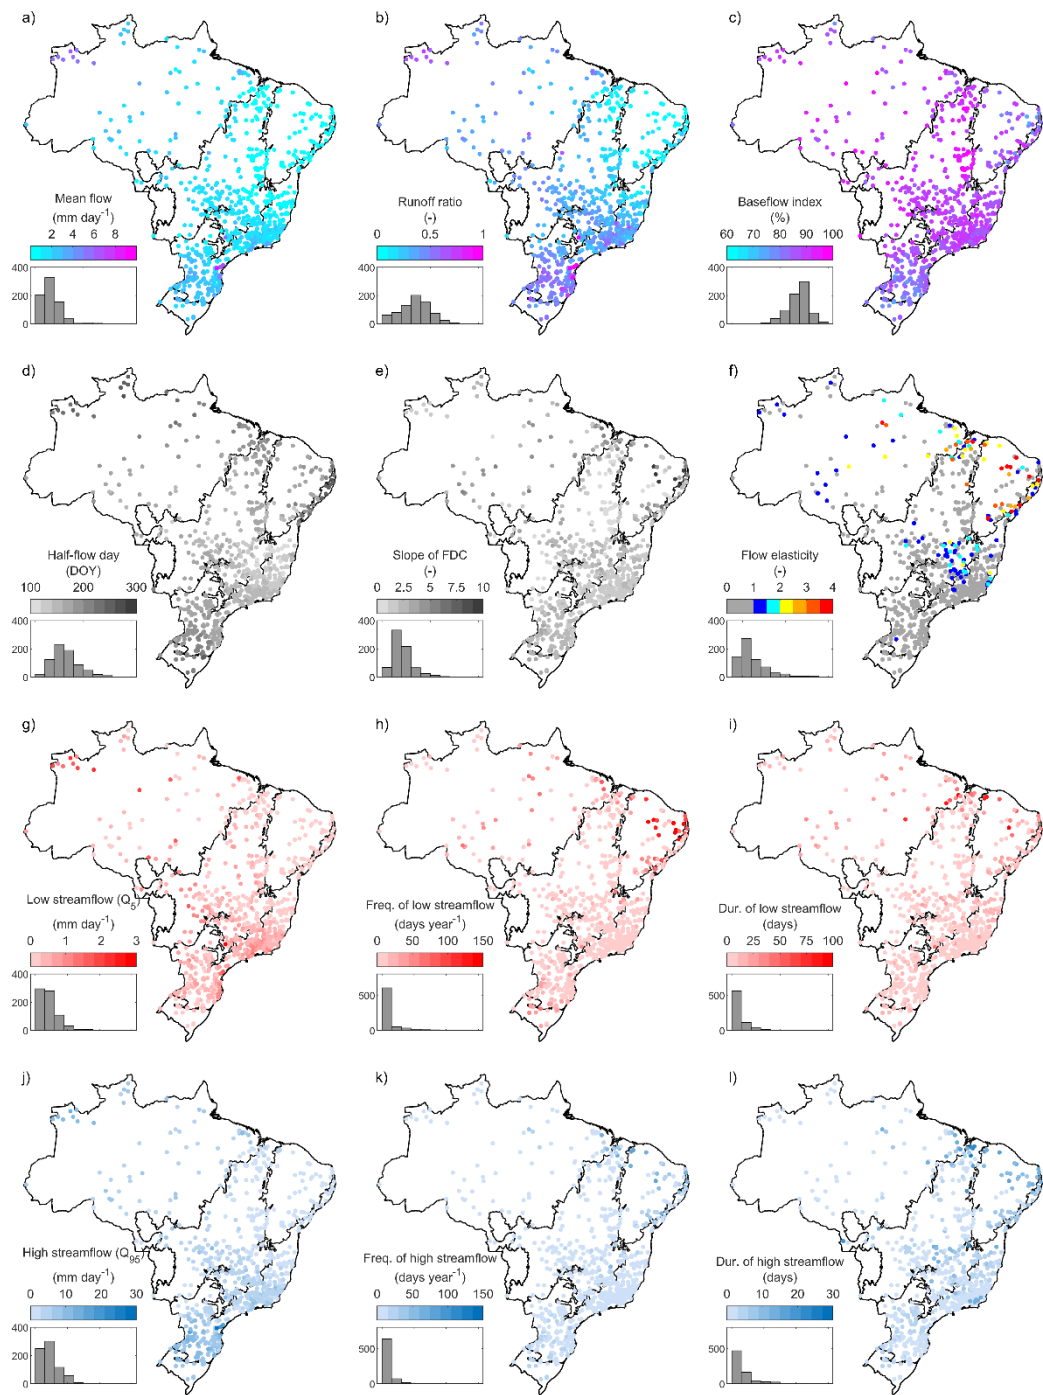 a)
b)
c)
Mean flow
(mm day⁻¹)
2 4 6 8
400
200
0
Runoff ratio
(-)
0 0.5 1
400
200
0
Baseflow index
(%)
60 70 80 90 100
400
200
0
d)
e)
f)
Half-flow day
(DOY)
100 200 300
400
200
0
Slope of FDC
(-)
1 2.5 5 10
400
200
0
Flow elasticity
(-)
0 1 2 3 4
400
200
0
g)
h)
i)
Low streamflow (Q₅)
(mm day⁻¹)
0 1 2 3
400
200
0
Freq. of low streamflow
(days year⁻¹)
0 50 100 150
500
0
Dur. of low streamflow
(days)
0 25 50 75 100
500
0
j)
k)
l)
High streamflow (Q₉₅)
(mm day⁻¹)
0 10 20 30
400
200
0
Freq. of high streamflow
(days year⁻¹)
0 50 100 150
500
0
Dur. of high streamflow
(days)
0 10 20 30
500
0